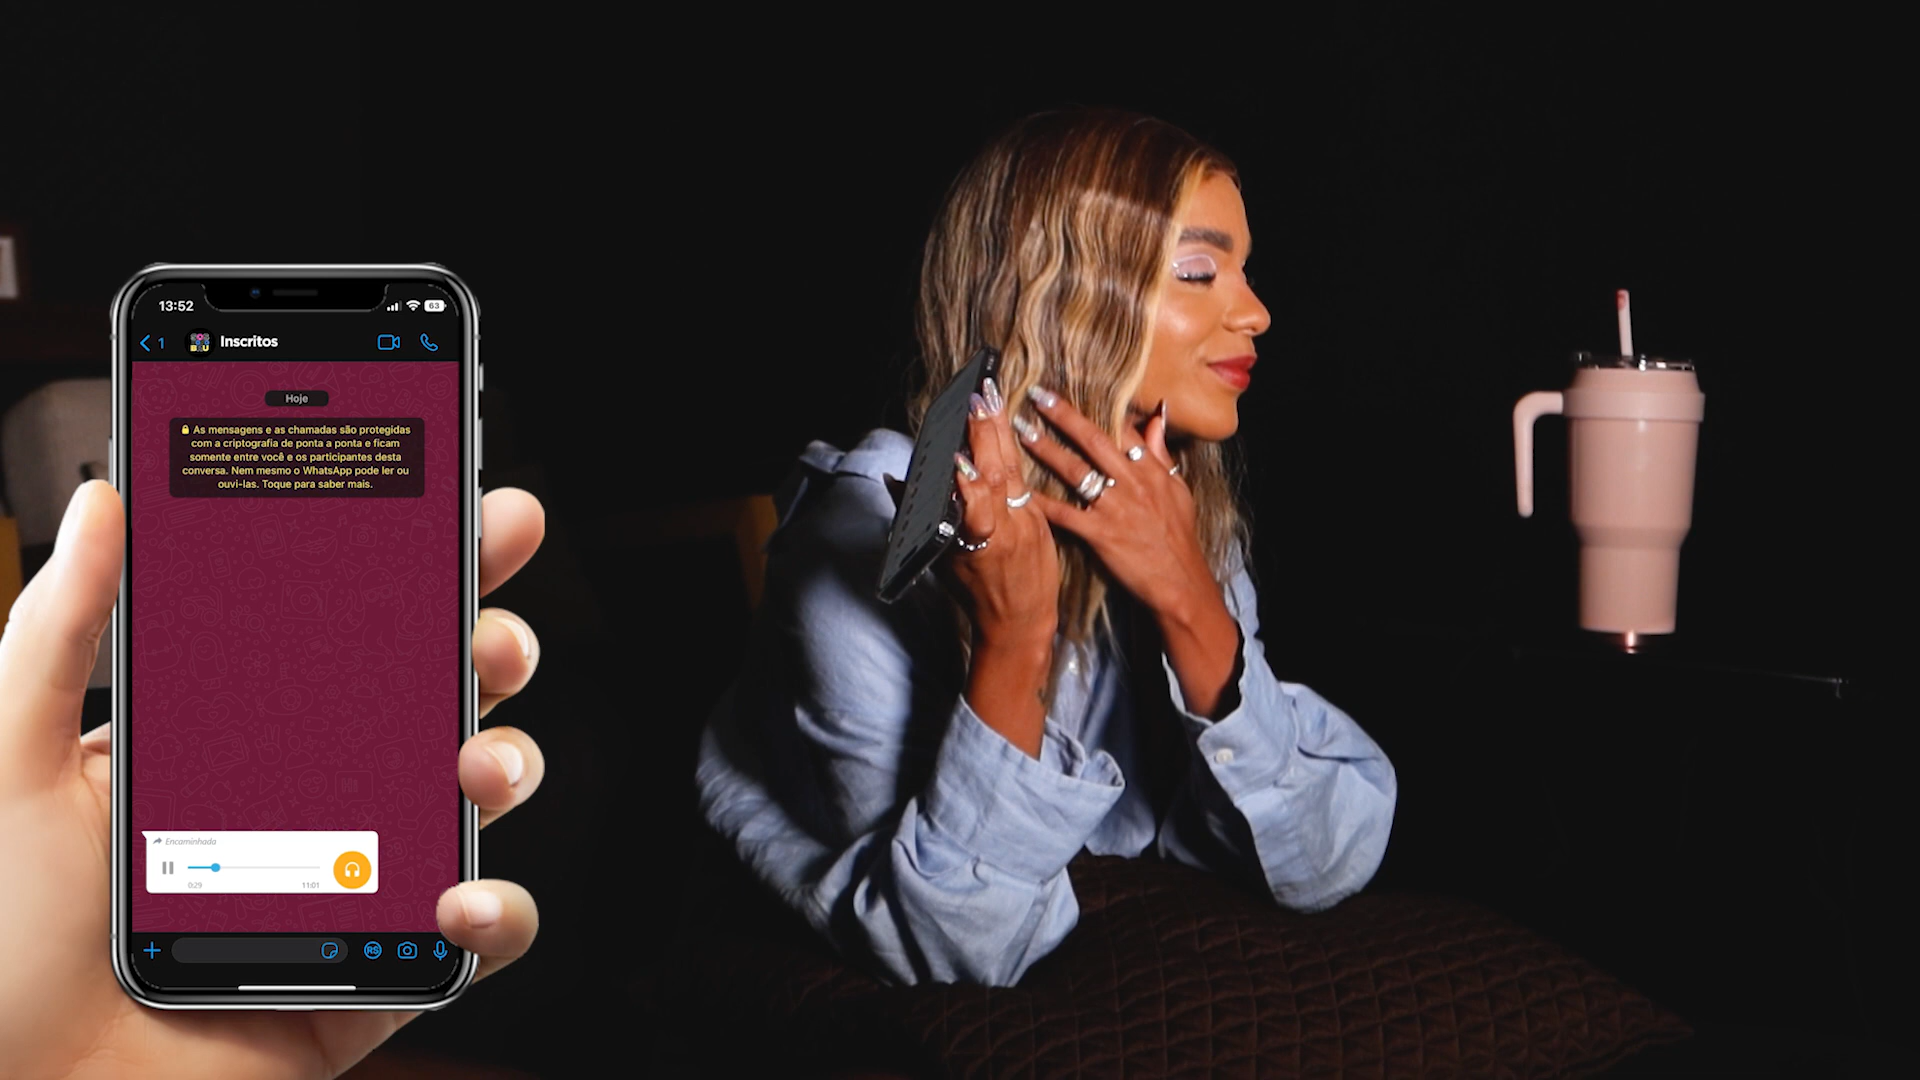 13:52
63
1
Inscritos
Hoje
As mensagens e as chamadas são protegidas
com a criptografia de ponta a ponta e ficam
somente entre você e os participantes desta
conversa. Nem mesmo o WhatsApp pode ler ou
ouvi-las. Toque para saber mais.
Hi
Encaminhada
0:29
11:01
RS